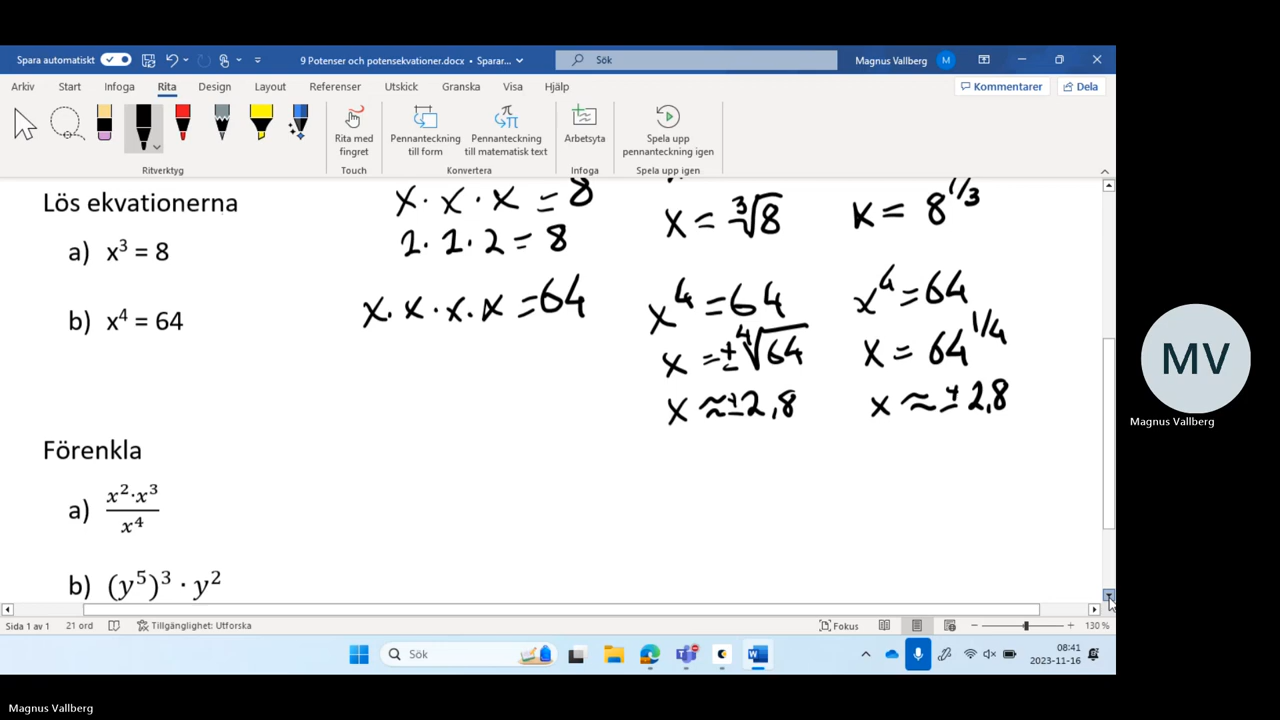 Spara automatiskt
9 Potenser och potensekvationer.docx • Sparar...
Sök
Magnus Vallberg
M
Arkiv Start Infoga Rita Design Layout Referenser Utskick Granska Visa Hjälp
Kommentarer
Dela
Rita med fingret
Pennanteckning till form
Pennanteckning till matematisk text
Arbetsyta
Spela upp pennanteckning igen
Ritverktyg
Touch
Konvertera
Infoga
Spela upp igen
Lös ekvationerna
a) x³ = 8
b) x⁴ = 64
x · x · x = 8
2 · 2 · 2 = 8
x · x · x · x = 64
x = ³√8
x⁴ = 64
x = ± ⁴√64
x ≈ ±2,8
x = 8^1/3
x⁴ = 64
x = 64^1/4
x ≈ ±2,8
Förenkla
a) (x²·x³)/x⁴
b) (y⁵)³ · y²
Sida 1 av 1
21 ord
Tillgänglighet: Utforska
Fokus
130 %
Sök
08:41
2023-11-16
MV
Magnus Vallberg
Magnus Vallberg